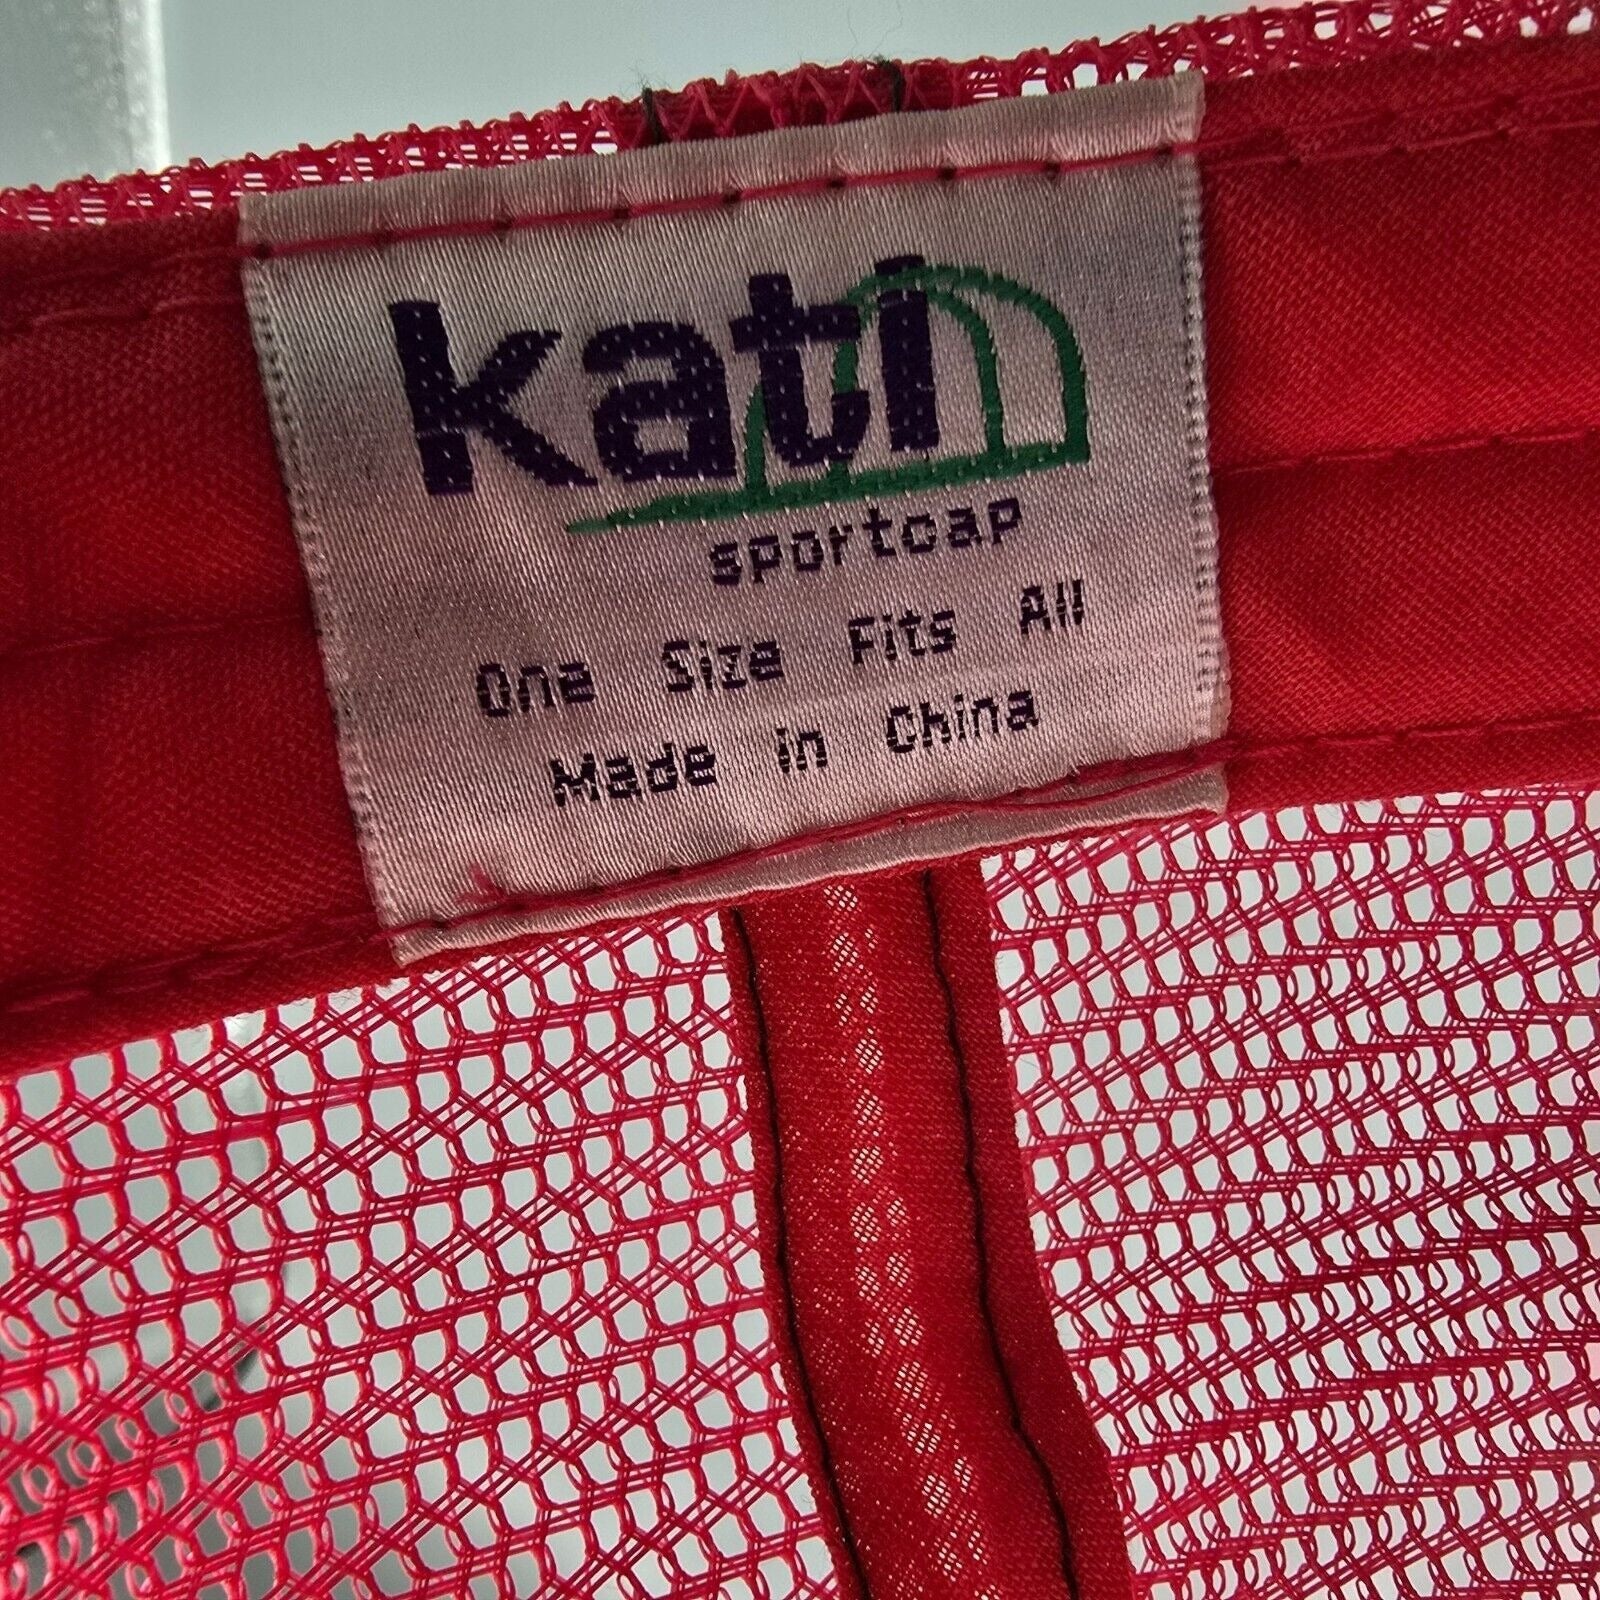 kati
sportcap
One Size Fits All
Made in China